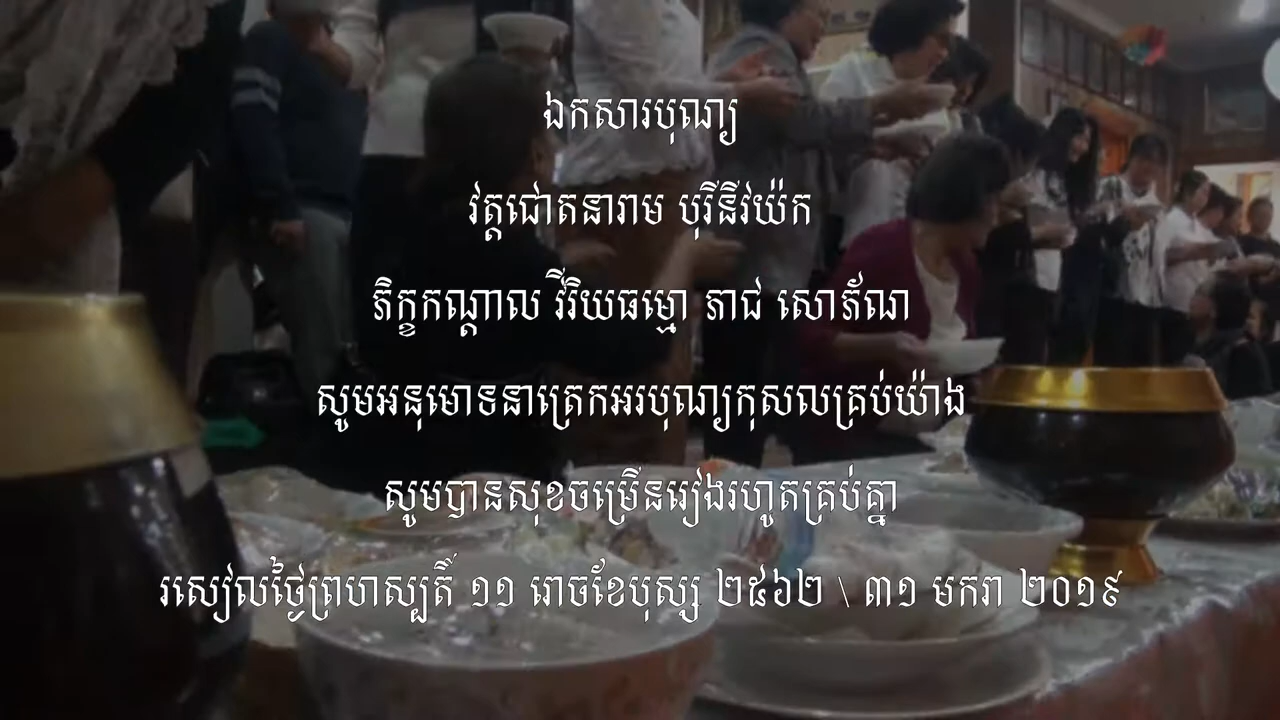 ឯកសារបុណ្យ
វត្តជោតនារាម បុរីនីវយ៉ក
ភិក្ខកណ្ដាល វីរិយធម្មោ ភាជ សោភ័ណ
សូមអនុមោទនាត្រេកអរបុណ្យកុសលគ្រប់យ៉ាង
សូមបានសុខចម្រើនរៀងរហូតគ្រប់គ្នា
រសៀលថ្ងៃព្រហស្បតិ៍ ១១ រោចខែបុស្ស ២៥៦២ \ ៣១ មករា ២០១៩